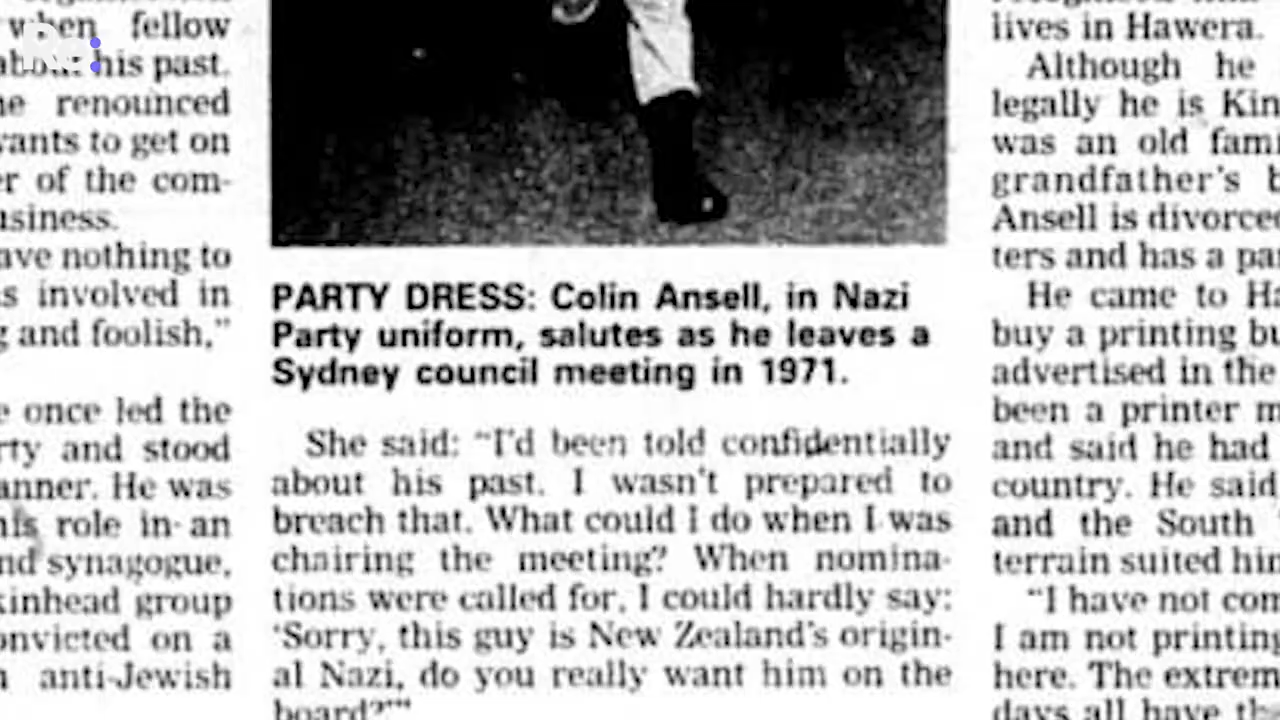 Re:
when fellow
about his past.
renounced
wants to get on
of the com-
nothing to
involved in
and foolish,"
once led the
and stood
He was
his role in an
synagogue,
group
on a
anti-Jewish
PARTY DRESS: Colin Ansell, in Nazi
Party uniform, salutes as he leaves a
Sydney council meeting in 1971.
She said: "I'd been told confidentially
about his past. I wasn't prepared to
breach that. What could I do when I was
chairing the meeting? When nomina-
tions were called for, I could hardly say:
'Sorry, this guy is New Zealand's origin-
al Nazi, do you really want him on the
board?'"
lives in Hawera.
Although he
legally he is
was an old
grandfather's
Ansell is divorced
ters and has a
He came to
buy a printing
advertised in the
been a printer
and said he had
country. He said
and the South
terrain suited
"I have not
I am not printing
here. The
days all have